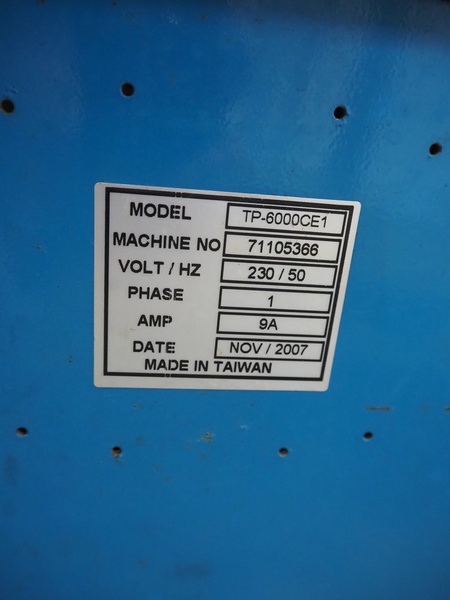 MODEL TP-6000CE1
MACHINE NO 71105366
VOLT / HZ 230 / 50
PHASE 1
AMP 9A
DATE NOV / 2007
MADE IN TAIWAN